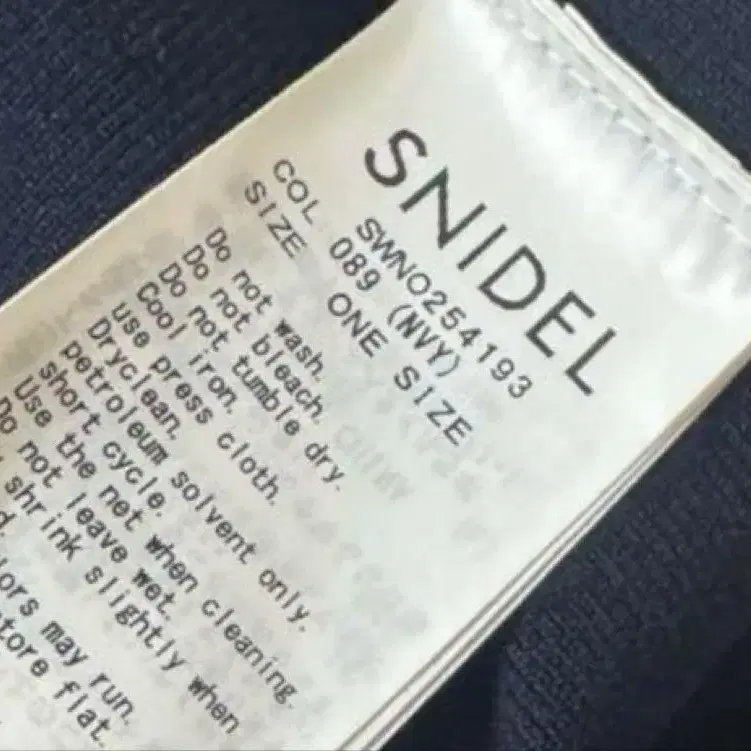 SNIDEL
SWNO254193
COL 089 (NVY)
SIZE ONE SIZE
Do not wash.
Do not bleach.
Do not tumble dry.
Cool iron.
use press cloth.
Dryclean.
petroleum solvent only.
short cycle.
Use the net when cleaning.
Do not leave wet.
shrink slightly when
may run.
flat.